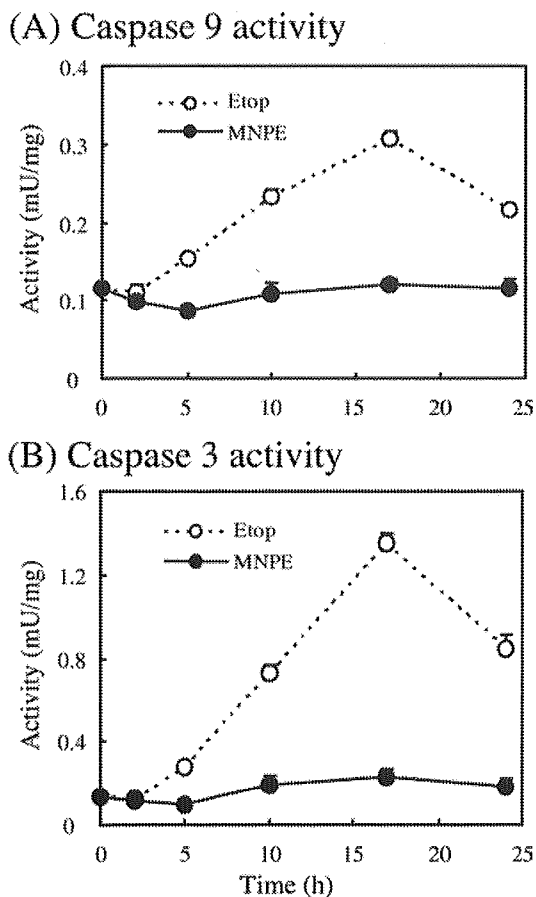 (A) Caspase 9 activity
0.4
Etop
MNPE
0.3
0.2
0.1
0
Activity (mU/mg)
0 5 10 15 20 25
(B) Caspase 3 activity
1.6
Etop
MNPE
1.2
0.8
0.4
0
Activity (mU/mg)
0 5 10 15 20 25
Time (h)